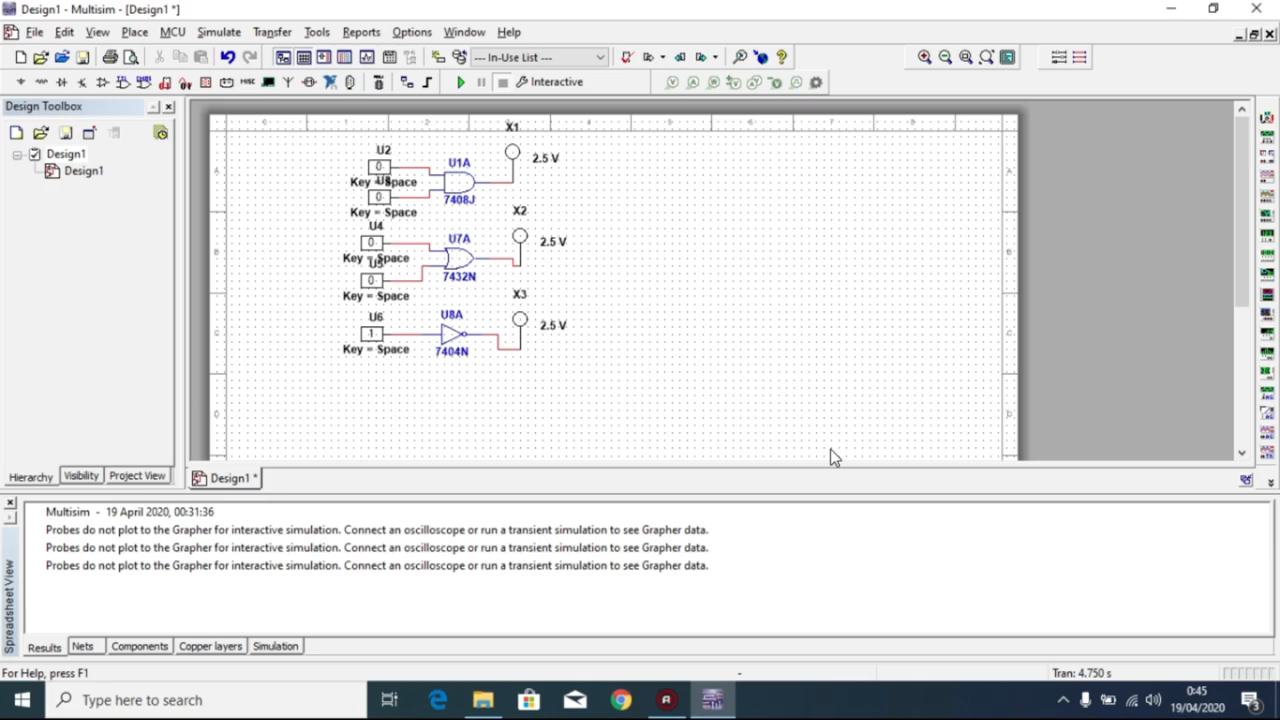 Design1 - Multisim - [Design1 *]
File Edit View Place MCU Simulate Transfer Tools Reports Options Window Help
--- In-Use List ---
Interactive
Design Toolbox
Design1
Design1
X1
U2
0
2.5 V
U1A
Key = Space
0
7408J
Key = Space
X2
U4
U7A
0
2.5 V
Key = Space
0
7432N
Key = Space
X3
U6
U8A
2.5 V
1
Key = Space
7404N
Hierarchy Visibility Project View
Design1 *
Multisim - 19 April 2020, 00:31:36
Probes do not plot to the Grapher for interactive simulation. Connect an oscilloscope or run a transient simulation to see Grapher data.
Probes do not plot to the Grapher for interactive simulation. Connect an oscilloscope or run a transient simulation to see Grapher data.
Probes do not plot to the Grapher for interactive simulation. Connect an oscilloscope or run a transient simulation to see Grapher data.
Spreadsheet View
Results Nets Components Copper layers Simulation
For Help, press F1
-
Tran: 4.750 s
Type here to search
0:45
19/04/2020
3